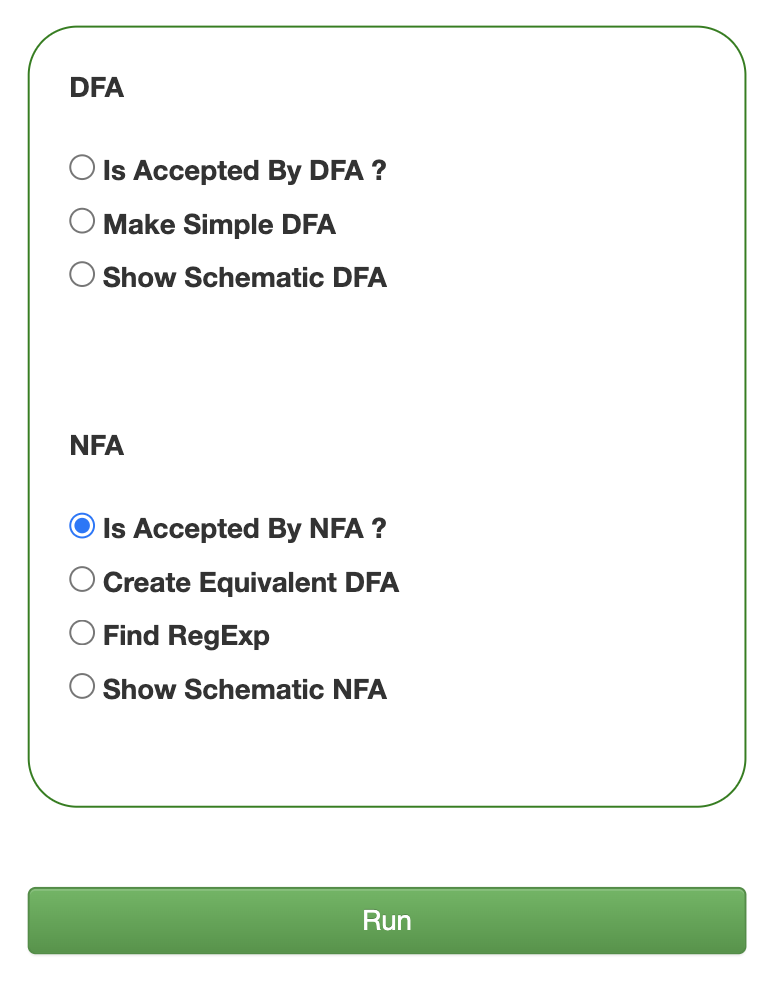 DFA
Is Accepted By DFA ?
Make Simple DFA
Show Schematic DFA
NFA
Is Accepted By NFA ?
Create Equivalent DFA
Find RegExp
Show Schematic NFA
Run